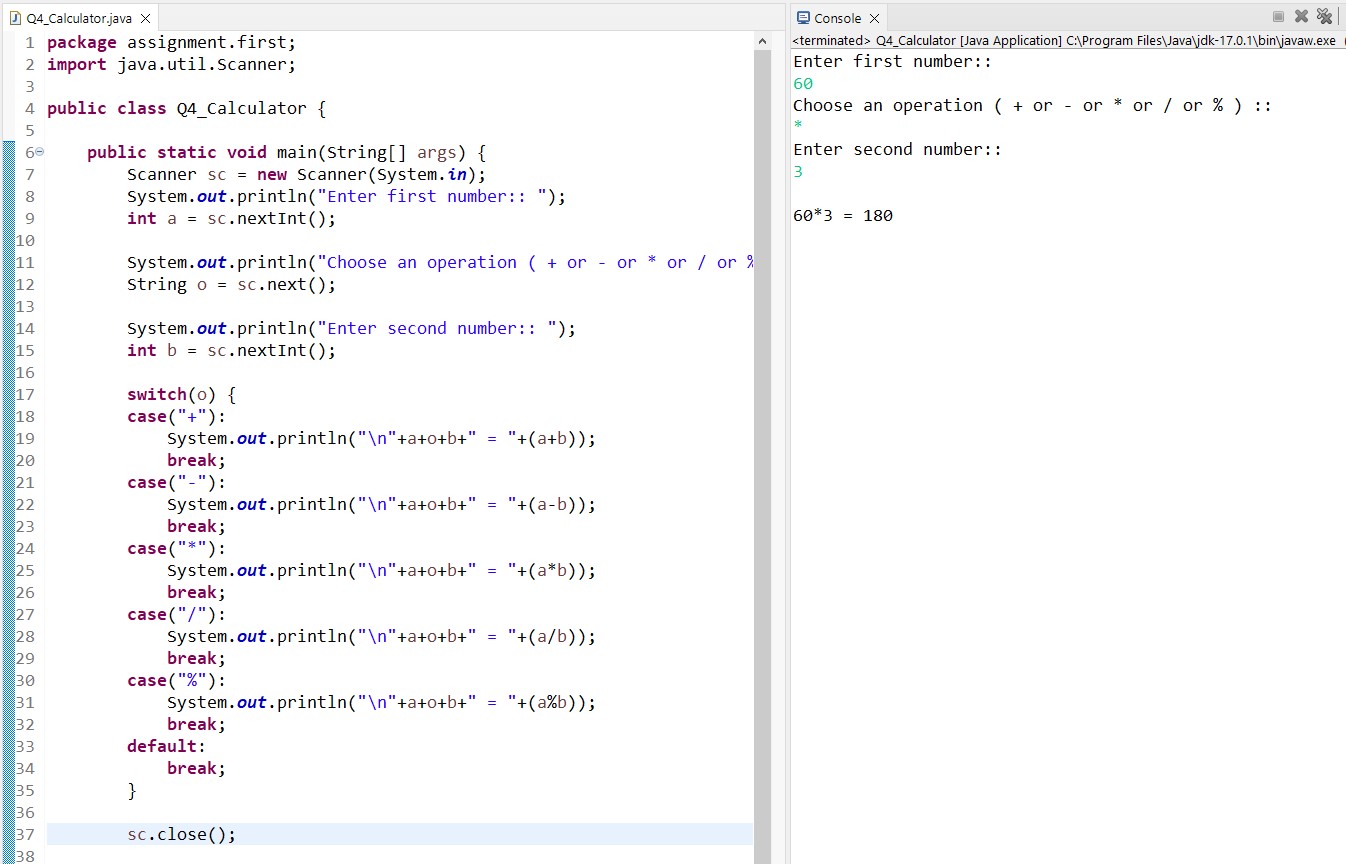 Q4_Calculator.java
1 package assignment.first;
2 import java.util.Scanner;
3
4 public class Q4_Calculator {
5
6 public static void main(String[] args) {
7 Scanner sc = new Scanner(System.in);
8 System.out.println("Enter first number:: ");
9 int a = sc.nextInt();
10
11 System.out.println("Choose an operation ( + or - or * or / or %
12 String o = sc.next();
13
14 System.out.println("Enter second number:: ");
15 int b = sc.nextInt();
16
17 switch(o) {
18 case("+"):
19 System.out.println("\n"+a+o+b+" = "+(a+b));
20 break;
21 case("-"):
22 System.out.println("\n"+a+o+b+" = "+(a-b));
23 break;
24 case("*"):
25 System.out.println("\n"+a+o+b+" = "+(a*b));
26 break;
27 case("/"):
28 System.out.println("\n"+a+o+b+" = "+(a/b));
29 break;
30 case("%"):
31 System.out.println("\n"+a+o+b+" = "+(a%b));
32 break;
33 default:
34 break;
35 }
36
37 sc.close();
38
Console
<terminated> Q4_Calculator [Java Application] C:\Program Files\Java\jdk-17.0.1\bin\javaw.exe (
Enter first number::
60
Choose an operation ( + or - or * or / or % ) ::
*
Enter second number::
3
60*3 = 180